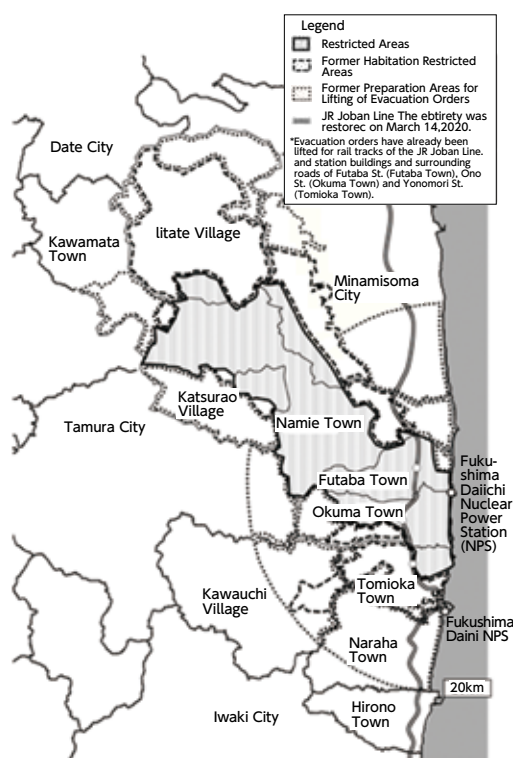 Legend
Restricted Areas
Former Habitation Restricted
Areas
Former Preparation Areas for
Lifting of Evacuation Orders
JR Joban Line The ebtirety was
restorec on March 14,2020.
*Evacuation orders have already been
lifted for rail tracks of the JR Joban Line.
and station buildings and surrounding
roads of Futaba St. (Futaba Town), Ono
St. (Okuma Town) and Yonomori St.
(Tomioka Town).
Date City
Kawamata
Town
Iitate Village
Minamisoma
City
Katsurao
Village
Tamura City
Namie Town
Futaba Town
Okuma Town
Fuku-
shima
Daiichi
Nuclear
Power
Station
(NPS)
Kawauchi
Village
Tomioka
Town
Fukushima
Daini NPS
Naraha
Town
20km
Hirono
Town
Iwaki City